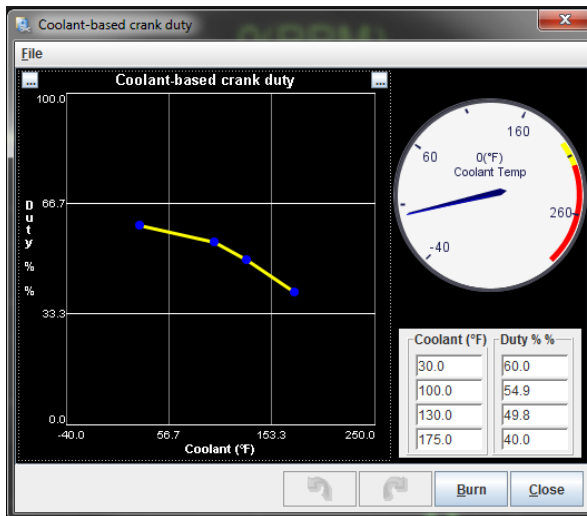 Coolant-based crank duty
File
... Coolant-based crank duty ...
100.0
66.7
33.3
0.0
Duty % %
-40.0 56.7 153.3 250.0
Coolant (°F)
160
60
0(°F)
Coolant Temp
260
-40
Coolant (°F) Duty % %
30.0 60.0
100.0 54.9
130.0 49.8
175.0 40.0
Burn Close